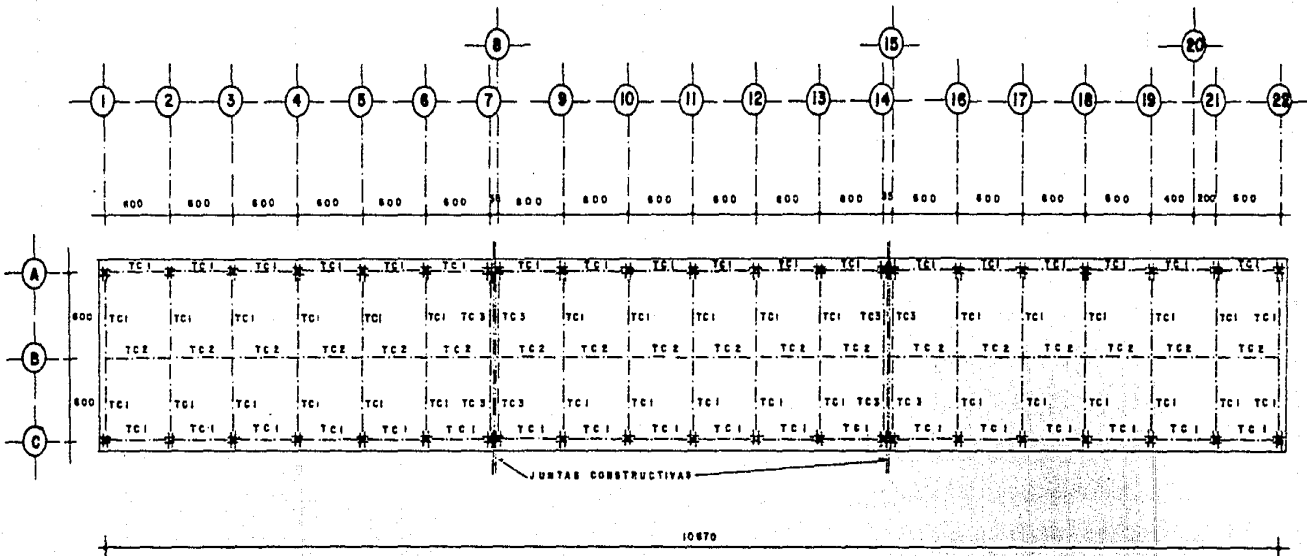 8 15 20
1 2 3 4 5 6 7 9 10 11 12 13 14 16 17 18 19 21 22
600 600 600 600 600 600 35 600 600 600 600 600 600 35 600 600 600 600 400 200 600
A TC1 TC1 TC1 TC1 TC1 TC1 TC1 TC1 TC1 TC1 TC1 TC1 TC1 TC1 TC1 TC1 TC1 TC1
600 TC1 TC1 TC1 TC1 TC1 TC1 TC3 TC3 TC1 TC1 TC1 TC1 TC1 TC3 TC3 TC1 TC1 TC1 TC1 TC1 TC1
B TC2 TC2 TC2 TC2 TC2 TC2 TC2 TC2 TC2 TC2 TC2 TC2 TC2 TC2 TC2 TC2 TC2 TC2
600 TC1 TC1 TC1 TC1 TC1 TC1 TC3 TC3 TC1 TC1 TC1 TC1 TC1 TC3 TC3 TC1 TC1 TC1 TC1 TC1 TC1
C TC1 TC1 TC1 TC1 TC1 TC1 TC1 TC1 TC1 TC1 TC1 TC1 TC1 TC1 TC1 TC1 TC1 TC1
JUNTAS CONSTRUCTIVAS
10670